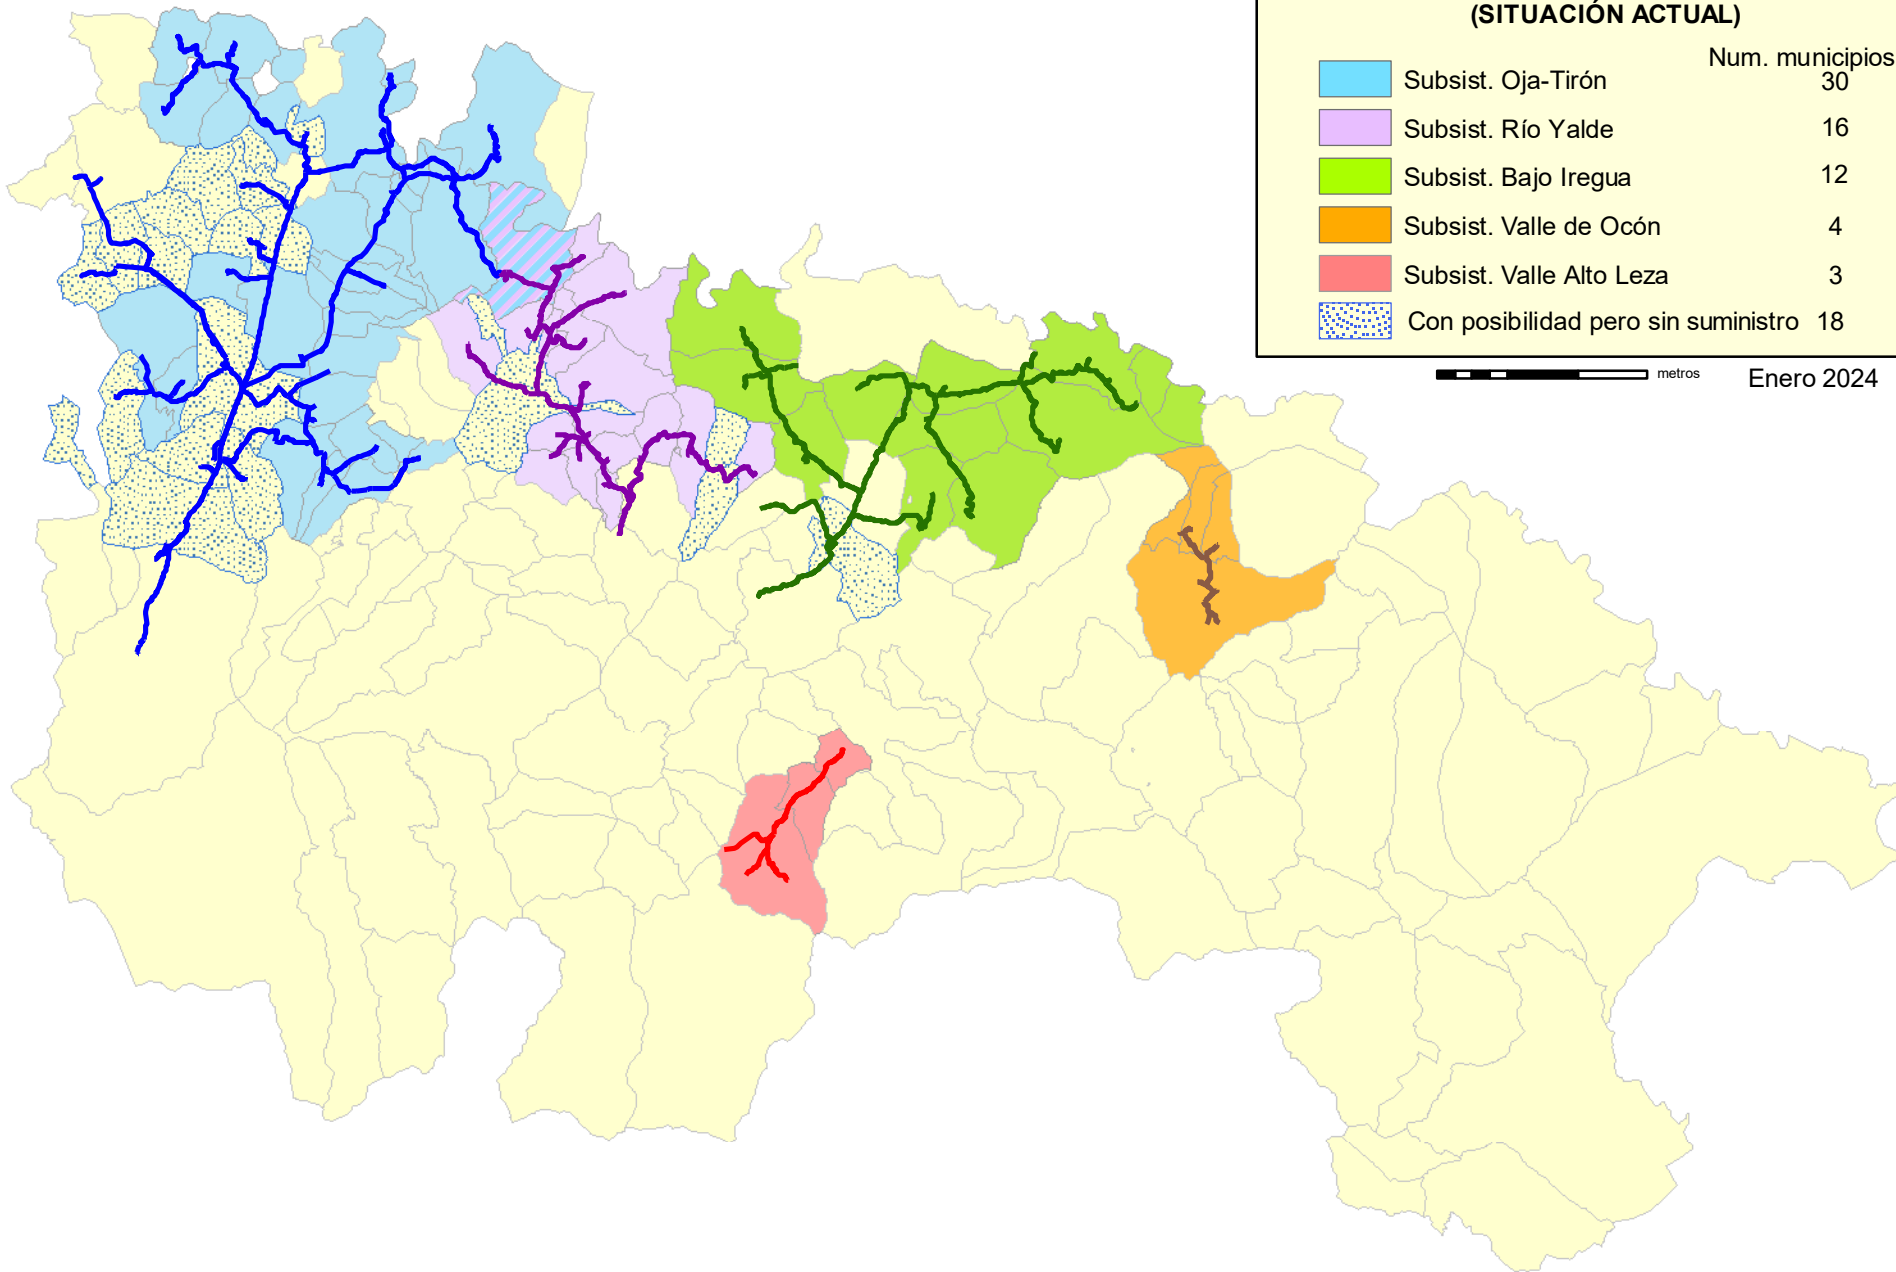 (SITUACIÓN ACTUAL)
Num. municipios
Subsist. Oja-Tirón 30
Subsist. Río Yalde 16
Subsist. Bajo Iregua 12
Subsist. Valle de Ocón 4
Subsist. Valle Alto Leza 3
Con posibilidad pero sin suministro 18
metros
Enero 2024